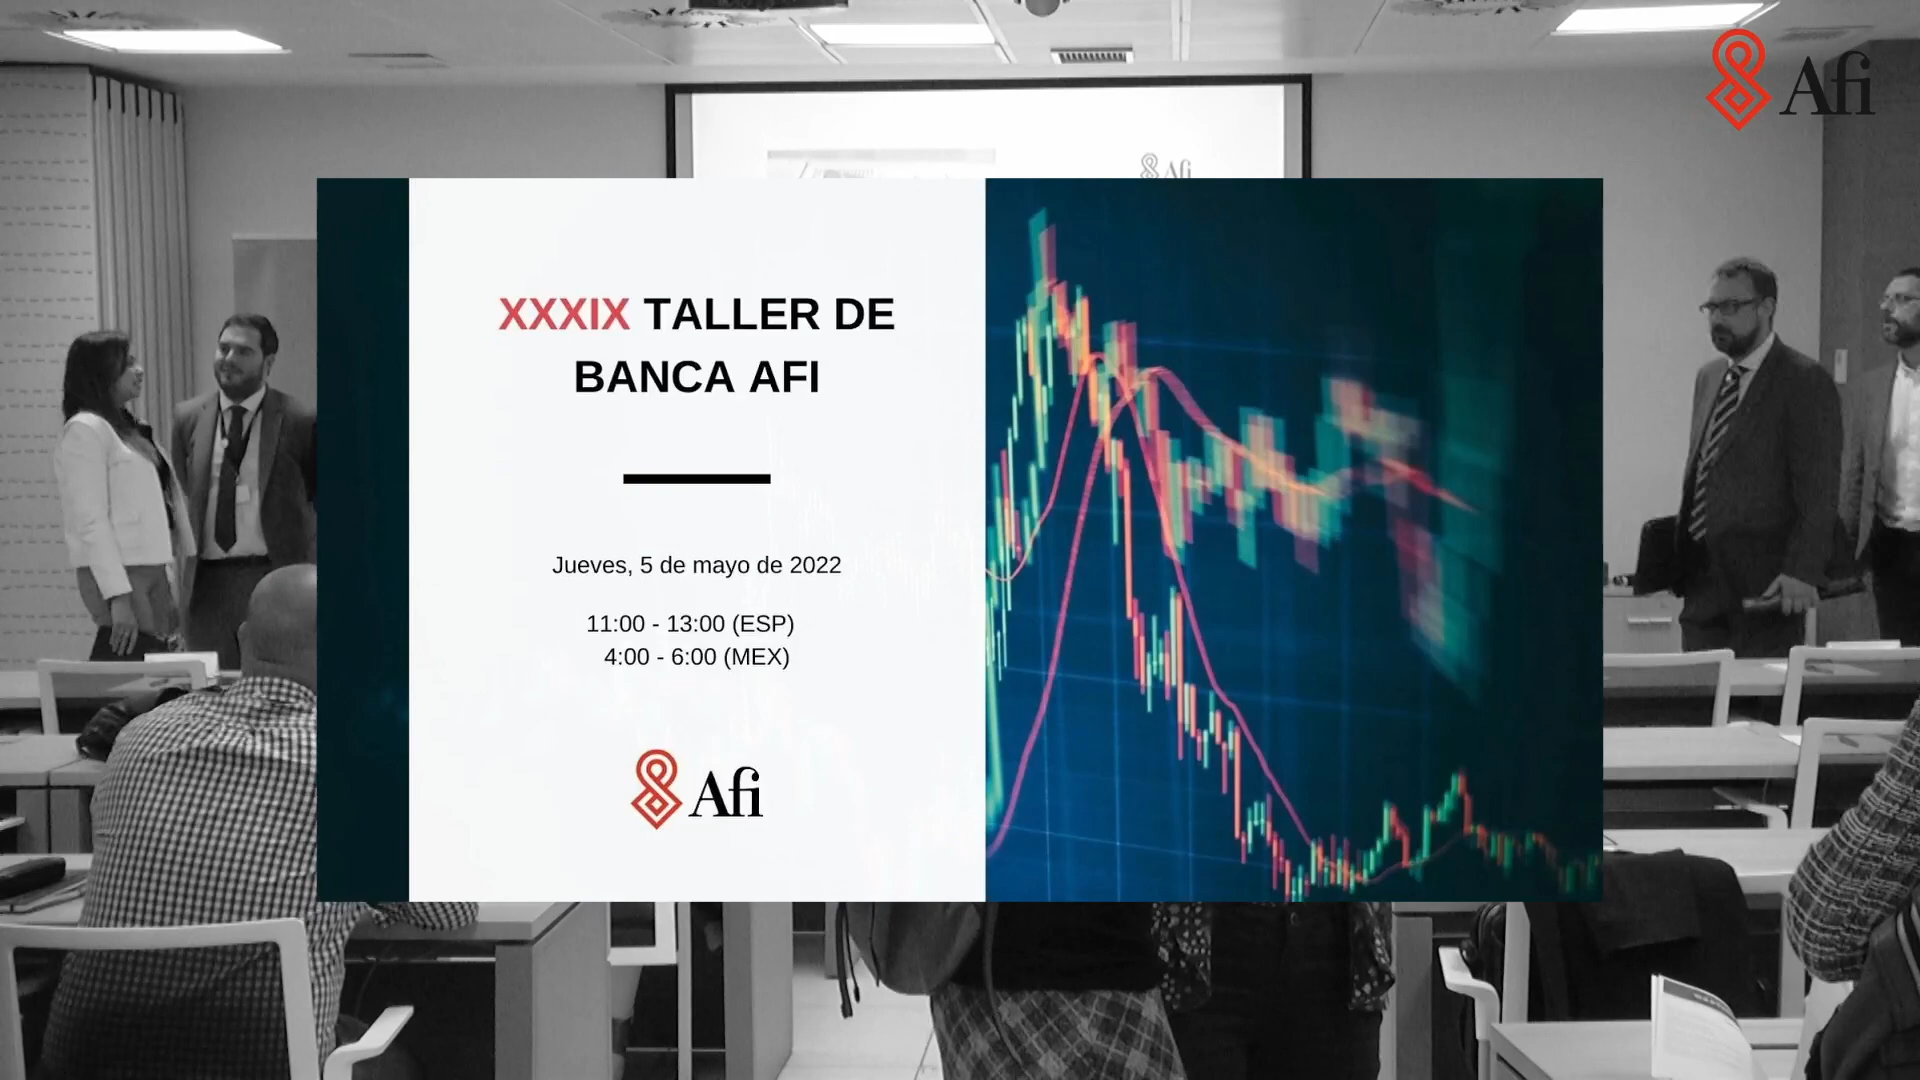 Afi
Afi
XXXIX TALLER DE
BANCA AFI
Jueves, 5 de mayo de 2022
11:00 - 13:00 (ESP)
4:00 - 6:00 (MEX)
Afi